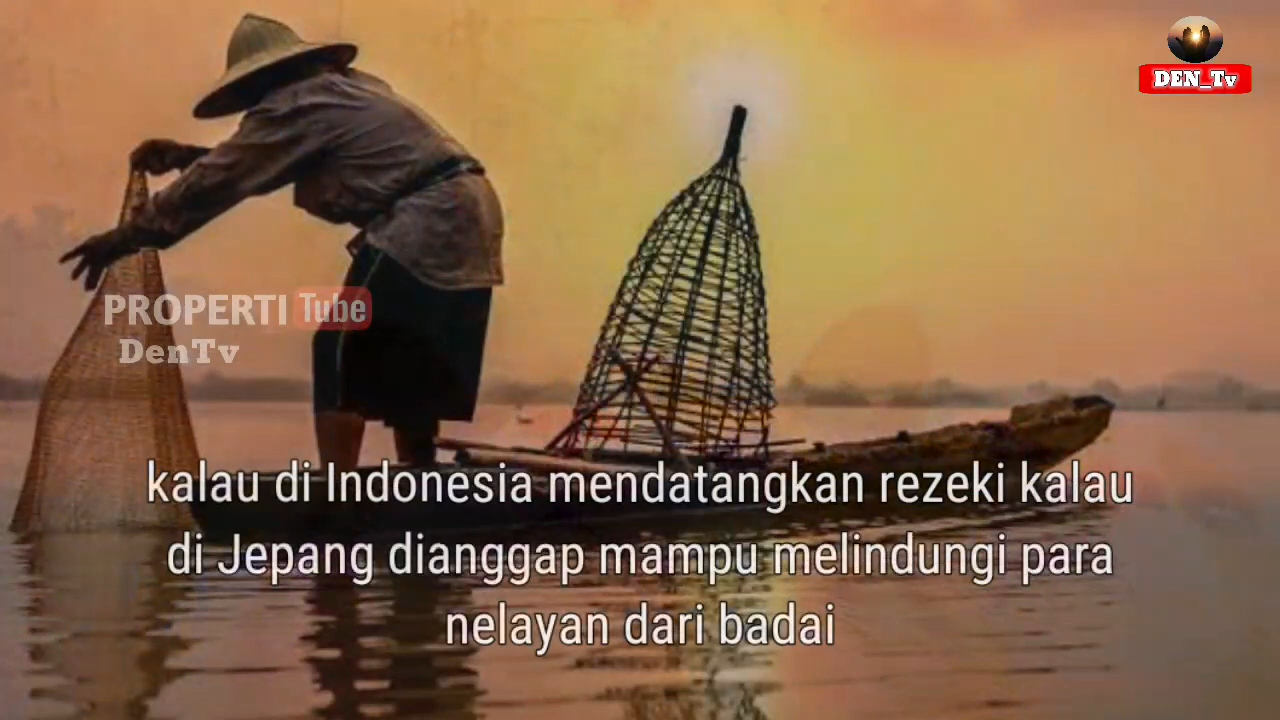 DEN_Tv
PROPERTI Tube
DenTv
kalau di Indonesia mendatangkan rezeki kalau
di Jepang dianggap mampu melindungi para
nelayan dari badai